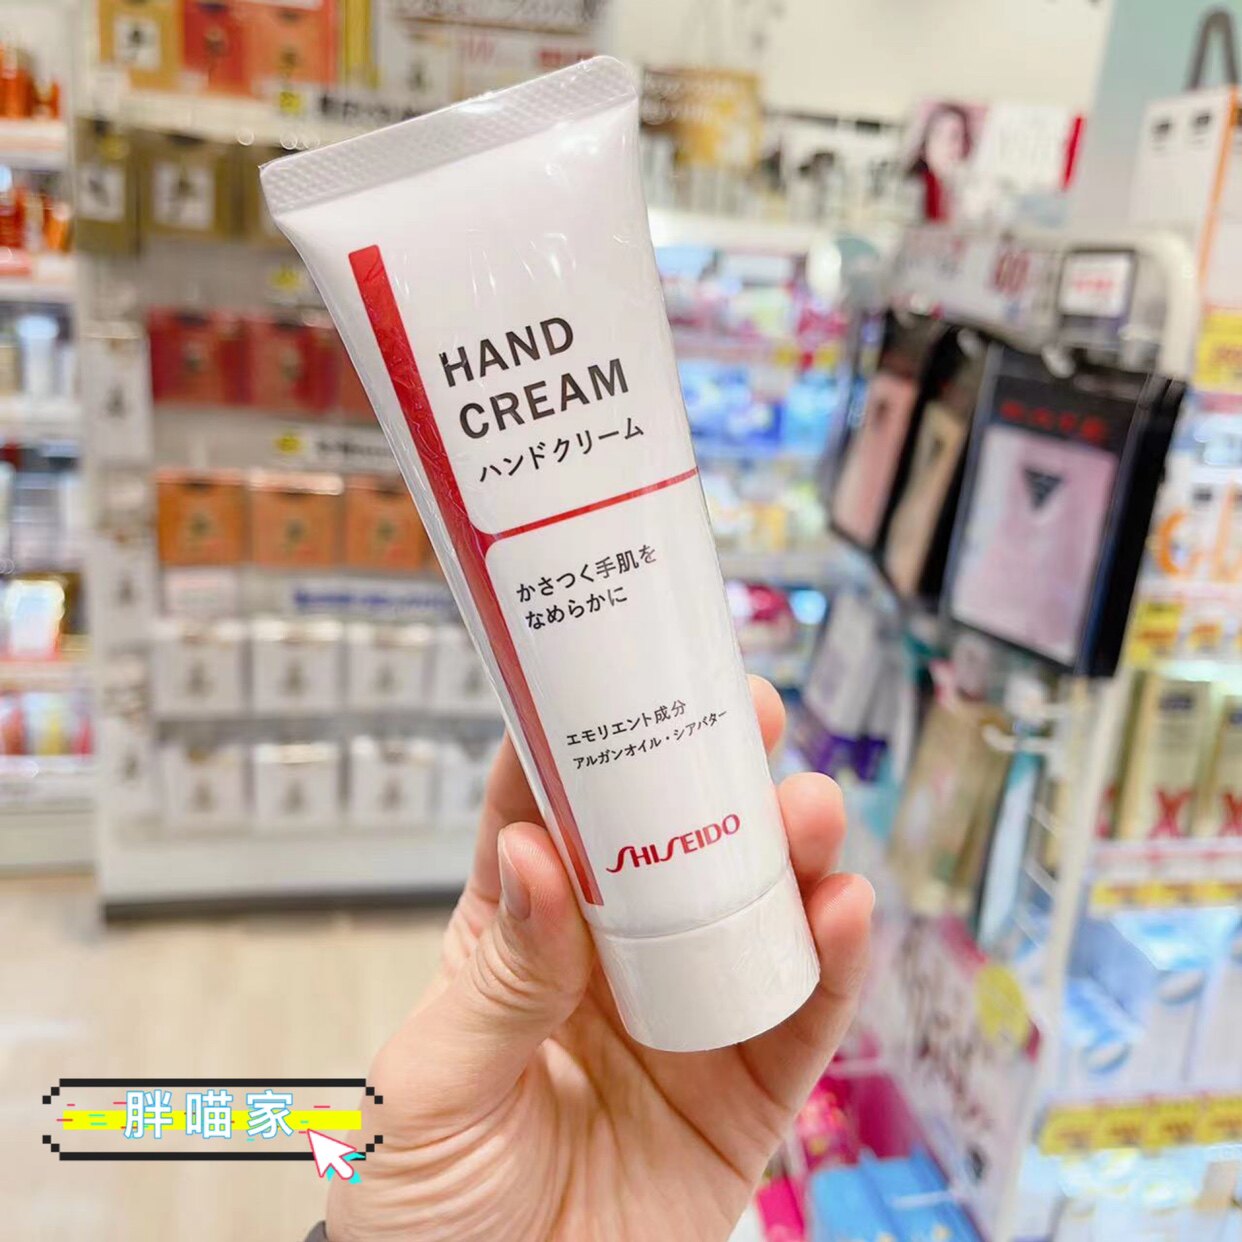 HAND
CREAM
ハンドクリーム
かさつく手肌を
なめらかに
エモリエント成分
アルガンオイル・シアバター
SHISEIDO
胖喵家